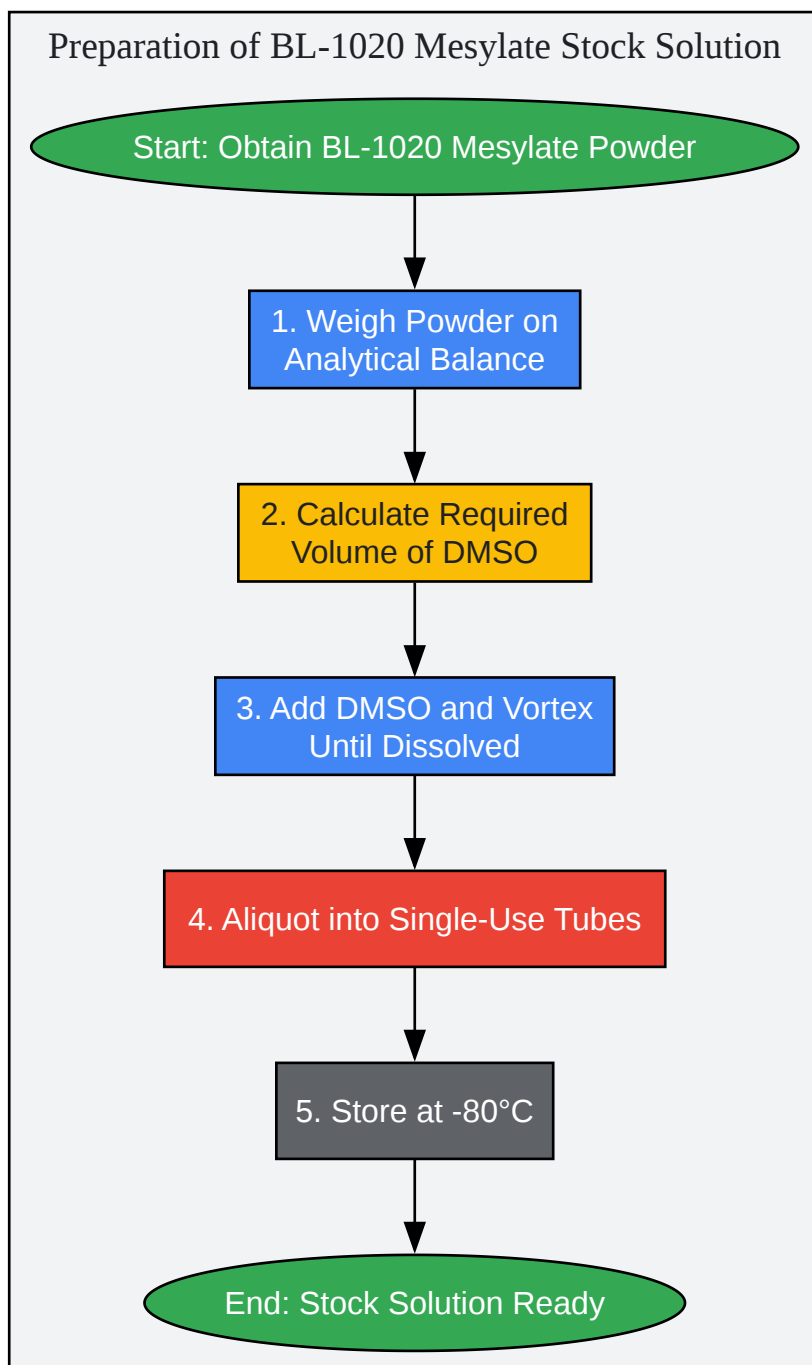 Preparation of BL-1020 Mesylate Stock Solution
Start: Obtain BL-1020 Mesylate Powder
1. Weigh Powder on
Analytical Balance
2. Calculate Required
Volume of DMSO
3. Add DMSO and Vortex
Until Dissolved
4. Aliquot into Single-Use Tubes
5. Store at -80°C
End: Stock Solution Ready